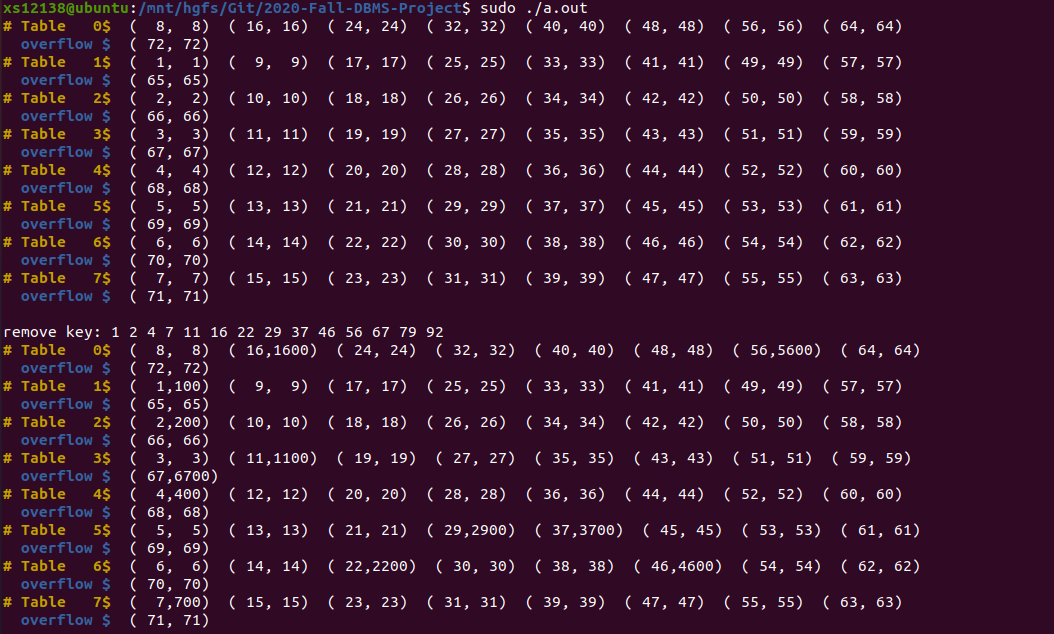 xs12138@ubuntu:/mnt/hgfs/Git/2020-Fall-DBMS-Project$ sudo ./a.out
# Table   0$  (  8,  8)  ( 16, 16)  ( 24, 24)  ( 32, 32)  ( 40, 40)  ( 48, 48)  ( 56, 56)  ( 64, 64)
  overflow $  ( 72, 72)
# Table   1$  (  1,  1)  (  9,  9)  ( 17, 17)  ( 25, 25)  ( 33, 33)  ( 41, 41)  ( 49, 49)  ( 57, 57)
  overflow $  ( 65, 65)
# Table   2$  (  2,  2)  ( 10, 10)  ( 18, 18)  ( 26, 26)  ( 34, 34)  ( 42, 42)  ( 50, 50)  ( 58, 58)
  overflow $  ( 66, 66)
# Table   3$  (  3,  3)  ( 11, 11)  ( 19, 19)  ( 27, 27)  ( 35, 35)  ( 43, 43)  ( 51, 51)  ( 59, 59)
  overflow $  ( 67, 67)
# Table   4$  (  4,  4)  ( 12, 12)  ( 20, 20)  ( 28, 28)  ( 36, 36)  ( 44, 44)  ( 52, 52)  ( 60, 60)
  overflow $  ( 68, 68)
# Table   5$  (  5,  5)  ( 13, 13)  ( 21, 21)  ( 29, 29)  ( 37, 37)  ( 45, 45)  ( 53, 53)  ( 61, 61)
  overflow $  ( 69, 69)
# Table   6$  (  6,  6)  ( 14, 14)  ( 22, 22)  ( 30, 30)  ( 38, 38)  ( 46, 46)  ( 54, 54)  ( 62, 62)
  overflow $  ( 70, 70)
# Table   7$  (  7,  7)  ( 15, 15)  ( 23, 23)  ( 31, 31)  ( 39, 39)  ( 47, 47)  ( 55, 55)  ( 63, 63)
  overflow $  ( 71, 71)
remove key: 1 2 4 7 11 16 22 29 37 46 56 67 79 92
# Table   0$  (  8,  8)  ( 16,1600)  ( 24, 24)  ( 32, 32)  ( 40, 40)  ( 48, 48)  ( 56,5600)  ( 64, 64)
  overflow $  ( 72, 72)
# Table   1$  (  1,100)  (  9,  9)  ( 17, 17)  ( 25, 25)  ( 33, 33)  ( 41, 41)  ( 49, 49)  ( 57, 57)
  overflow $  ( 65, 65)
# Table   2$  (  2,200)  ( 10, 10)  ( 18, 18)  ( 26, 26)  ( 34, 34)  ( 42, 42)  ( 50, 50)  ( 58, 58)
  overflow $  ( 66, 66)
# Table   3$  (  3,  3)  ( 11,1100)  ( 19, 19)  ( 27, 27)  ( 35, 35)  ( 43, 43)  ( 51, 51)  ( 59, 59)
  overflow $  ( 67,6700)
# Table   4$  (  4,400)  ( 12, 12)  ( 20, 20)  ( 28, 28)  ( 36, 36)  ( 44, 44)  ( 52, 52)  ( 60, 60)
  overflow $  ( 68, 68)
# Table   5$  (  5,  5)  ( 13, 13)  ( 21, 21)  ( 29,2900)  ( 37,3700)  ( 45, 45)  ( 53, 53)  ( 61, 61)
  overflow $  ( 69, 69)
# Table   6$  (  6,  6)  ( 14, 14)  ( 22,2200)  ( 30, 30)  ( 38, 38)  ( 46,4600)  ( 54, 54)  ( 62, 62)
  overflow $  ( 70, 70)
# Table   7$  (  7,700)  ( 15, 15)  ( 23, 23)  ( 31, 31)  ( 39, 39)  ( 47, 47)  ( 55, 55)  ( 63, 63)
  overflow $  ( 71, 71)